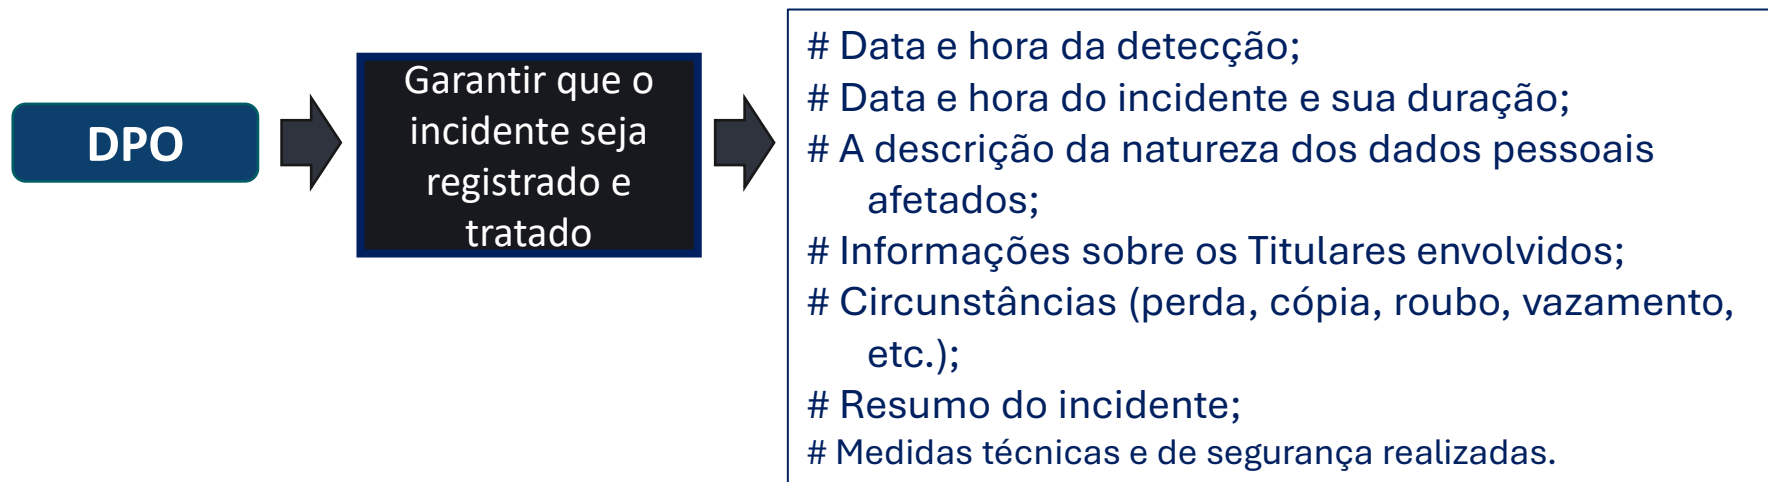 DPO
Garantir que o
incidente seja
registrado e
tratado
# Data e hora da detecção;
# Data e hora do incidente e sua duração;
# A descrição da natureza dos dados pessoais
afetados;
# Informações sobre os Titulares envolvidos;
# Circunstâncias (perda, cópia, roubo, vazamento,
etc.);
# Resumo do incidente;
# Medidas técnicas e de segurança realizadas.